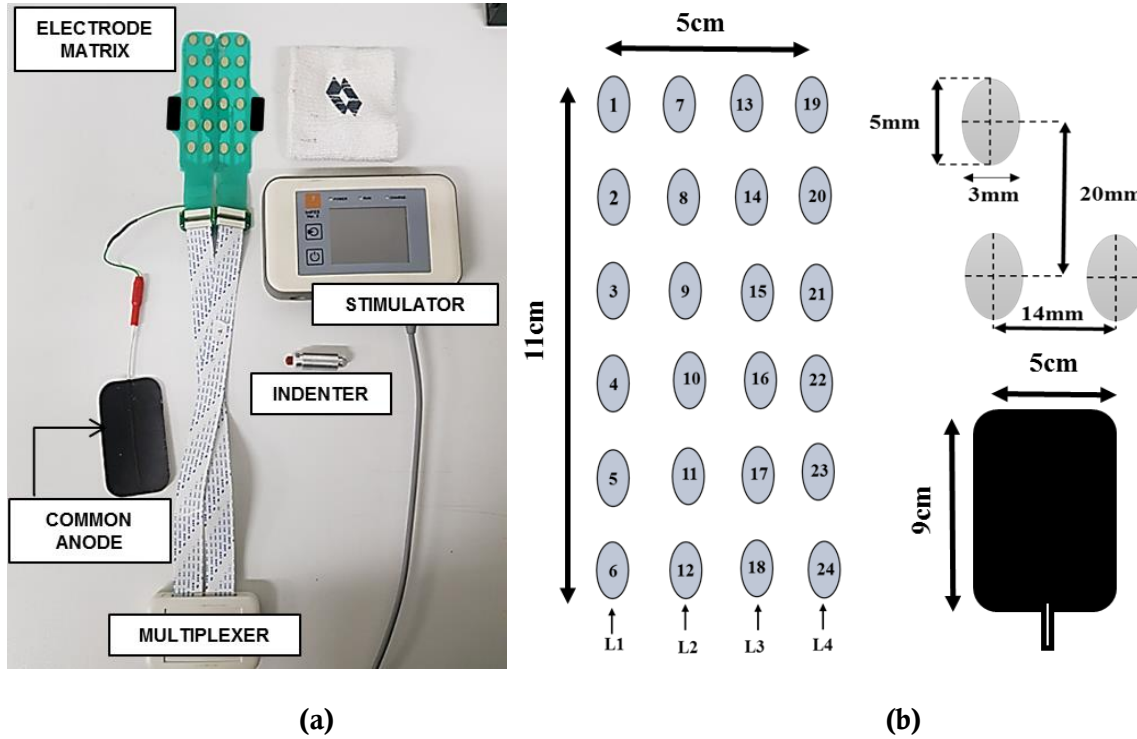 ELECTRODE
MATRIX
STIMULATOR
INDENTER
COMMON
ANODE
MULTIPLEXER
(a)
5cm
11cm
1 7 13 19
2 8 14 20
3 9 15 21
4 10 16 22
5 11 17 23
6 12 18 24
L1 L2 L3 L4
5mm
3mm
20mm
14mm
5cm
9cm
(b)